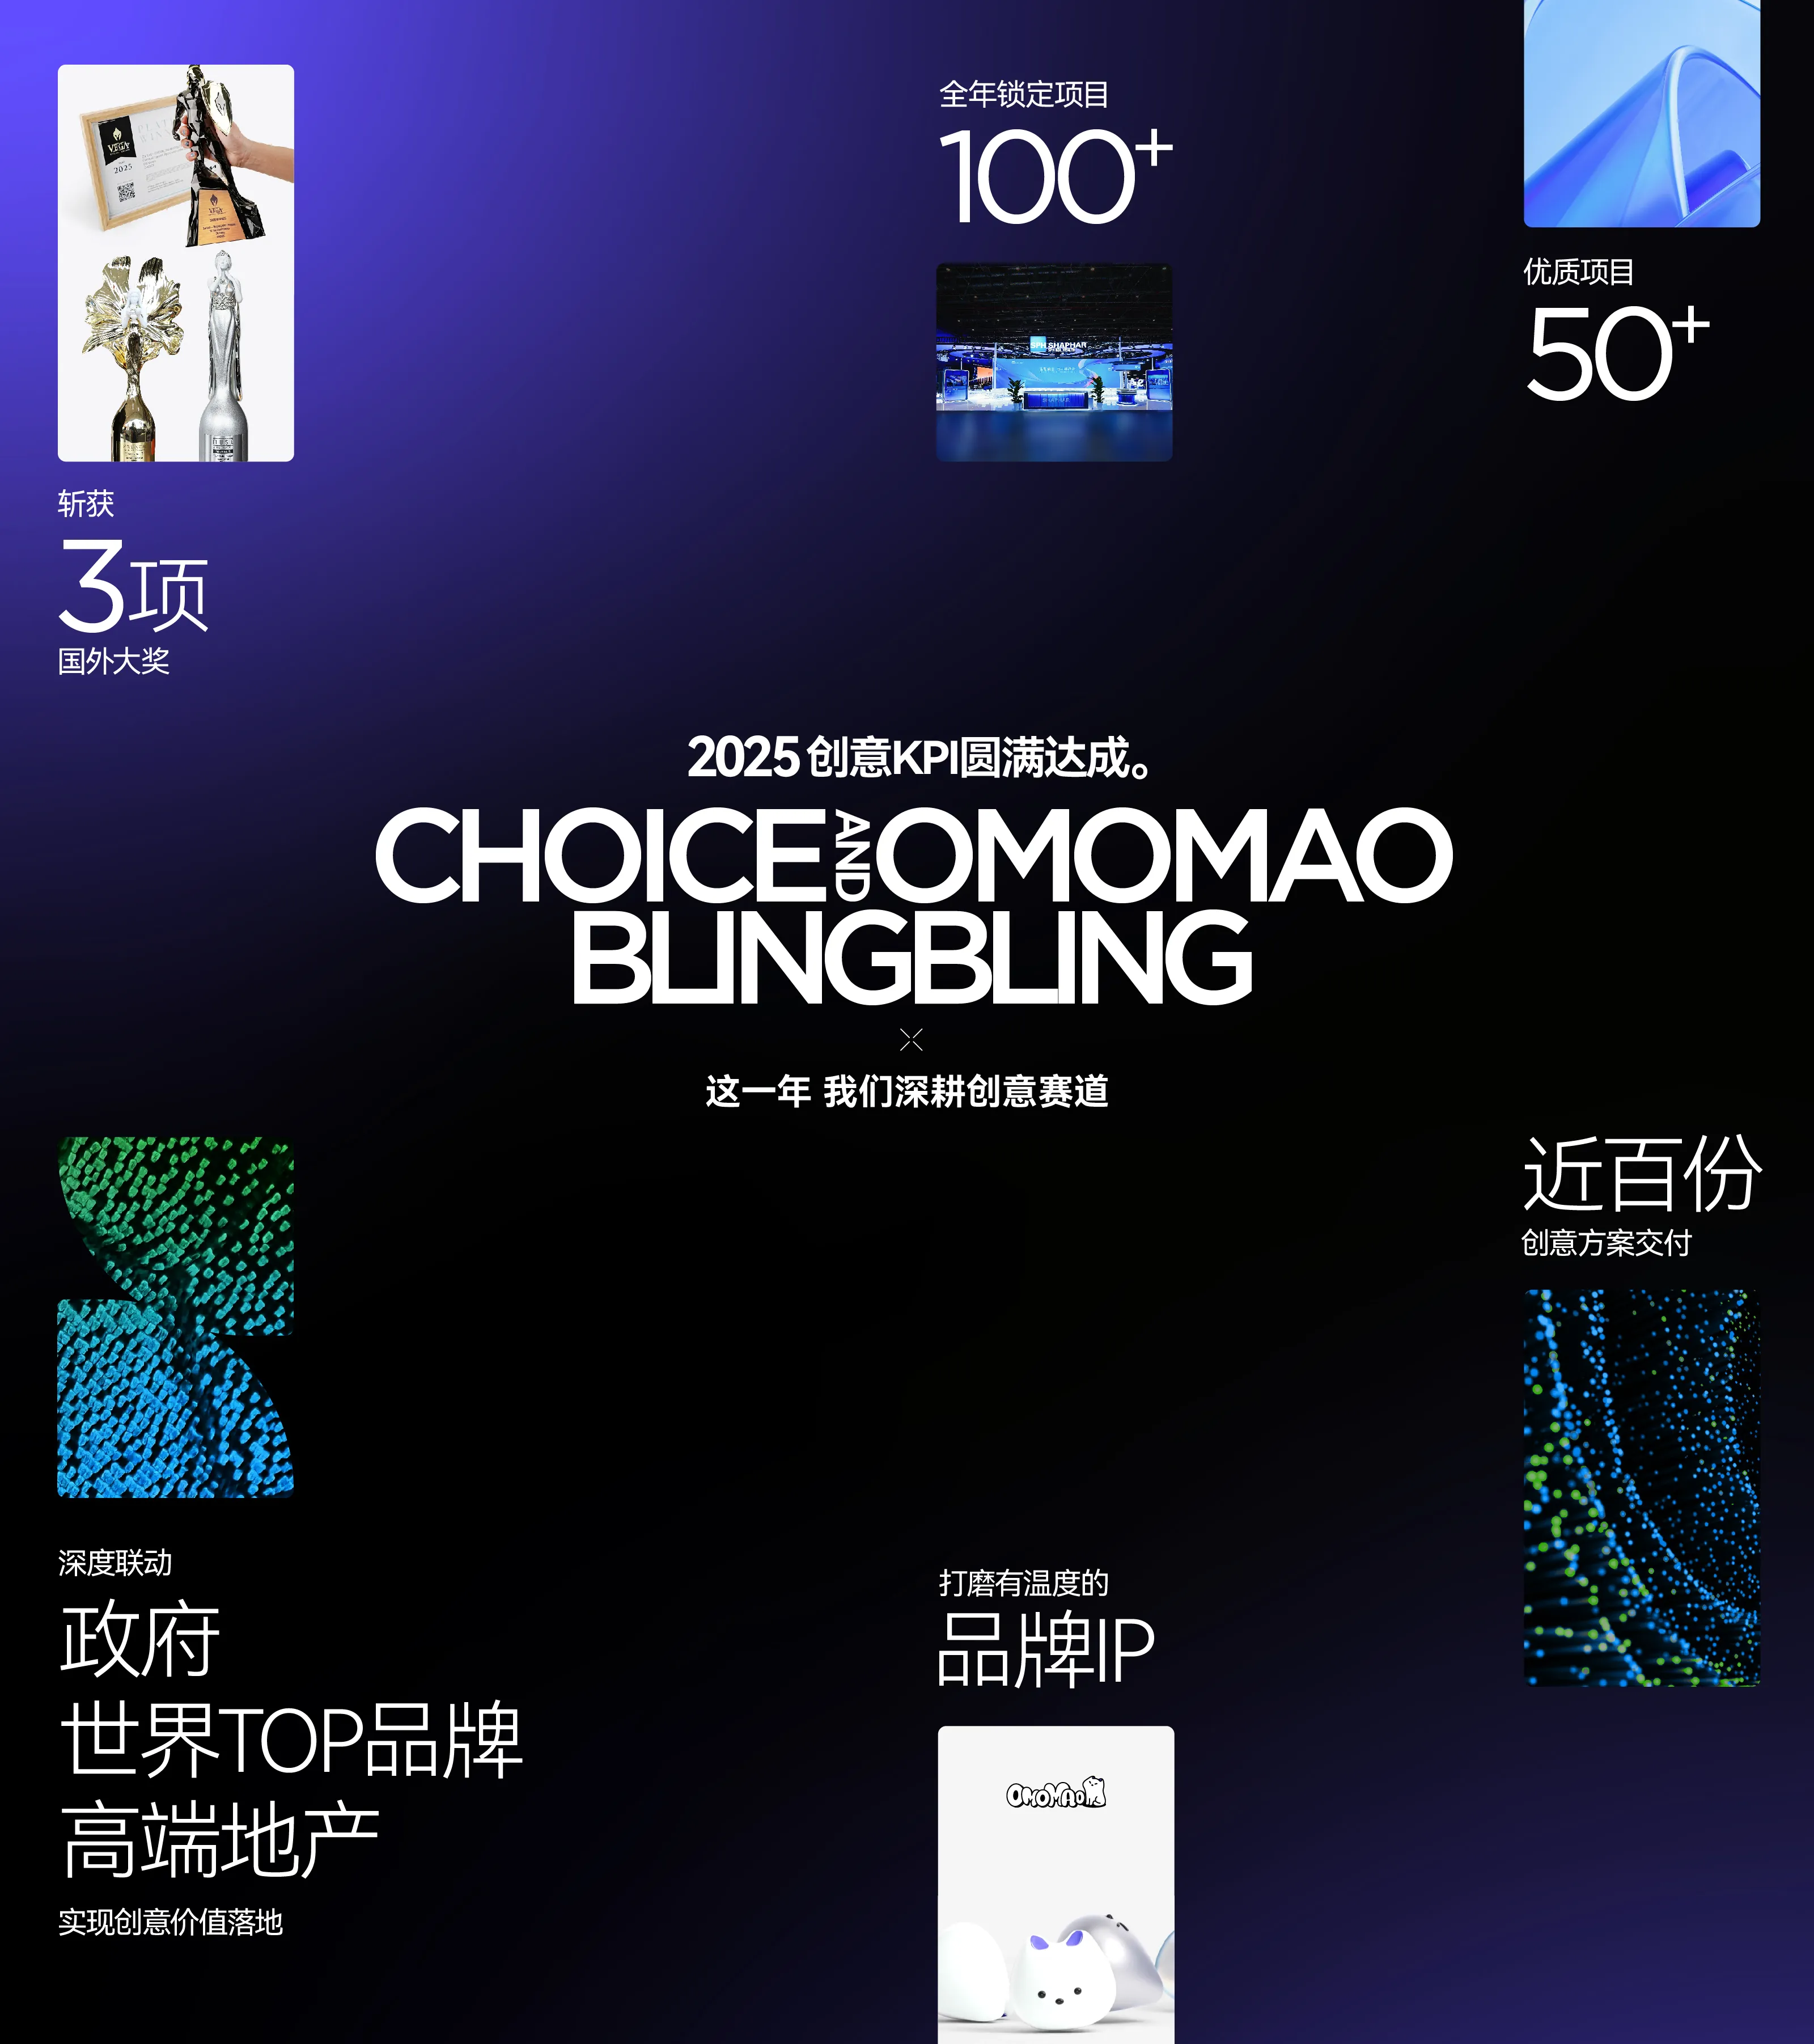 VEGA
2025
斩获
3项
国外大奖
全年锁定项目
100+
SPH SHAPHAR
优质项目
50+
2025 创意KPI圆满达成。
CHOICE AND OMOMAO
BLINGBLING
这一年 我们深耕创意赛道
近百份
创意方案交付
深度联动
政府
世界TOP品牌
高端地产
实现创意价值落地
打磨有温度的
品牌IP
OMOMAO